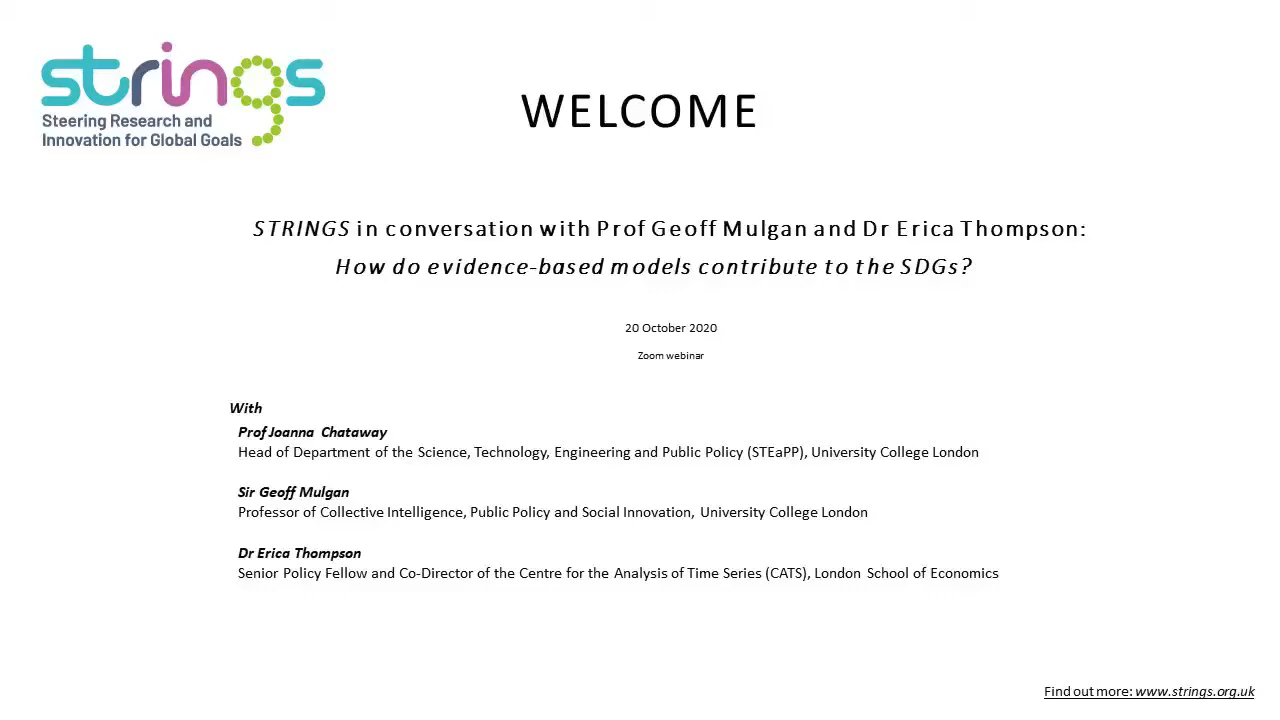 strings
Steering Research and
Innovation for Global Goals
WELCOME
STRINGS in conversation with Prof Geoff Mulgan and Dr Erica Thompson:
How do evidence-based models contribute to the SDGs?
20 October 2020
Zoom webinar
With
Prof Joanna Chataway
Head of Department of the Science, Technology, Engineering and Public Policy (STEaPP), University College London
Sir Geoff Mulgan
Professor of Collective Intelligence, Public Policy and Social Innovation, University College London
Dr Erica Thompson
Senior Policy Fellow and Co-Director of the Centre for the Analysis of Time Series (CATS), London School of Economics
Find out more: www.strings.org.uk